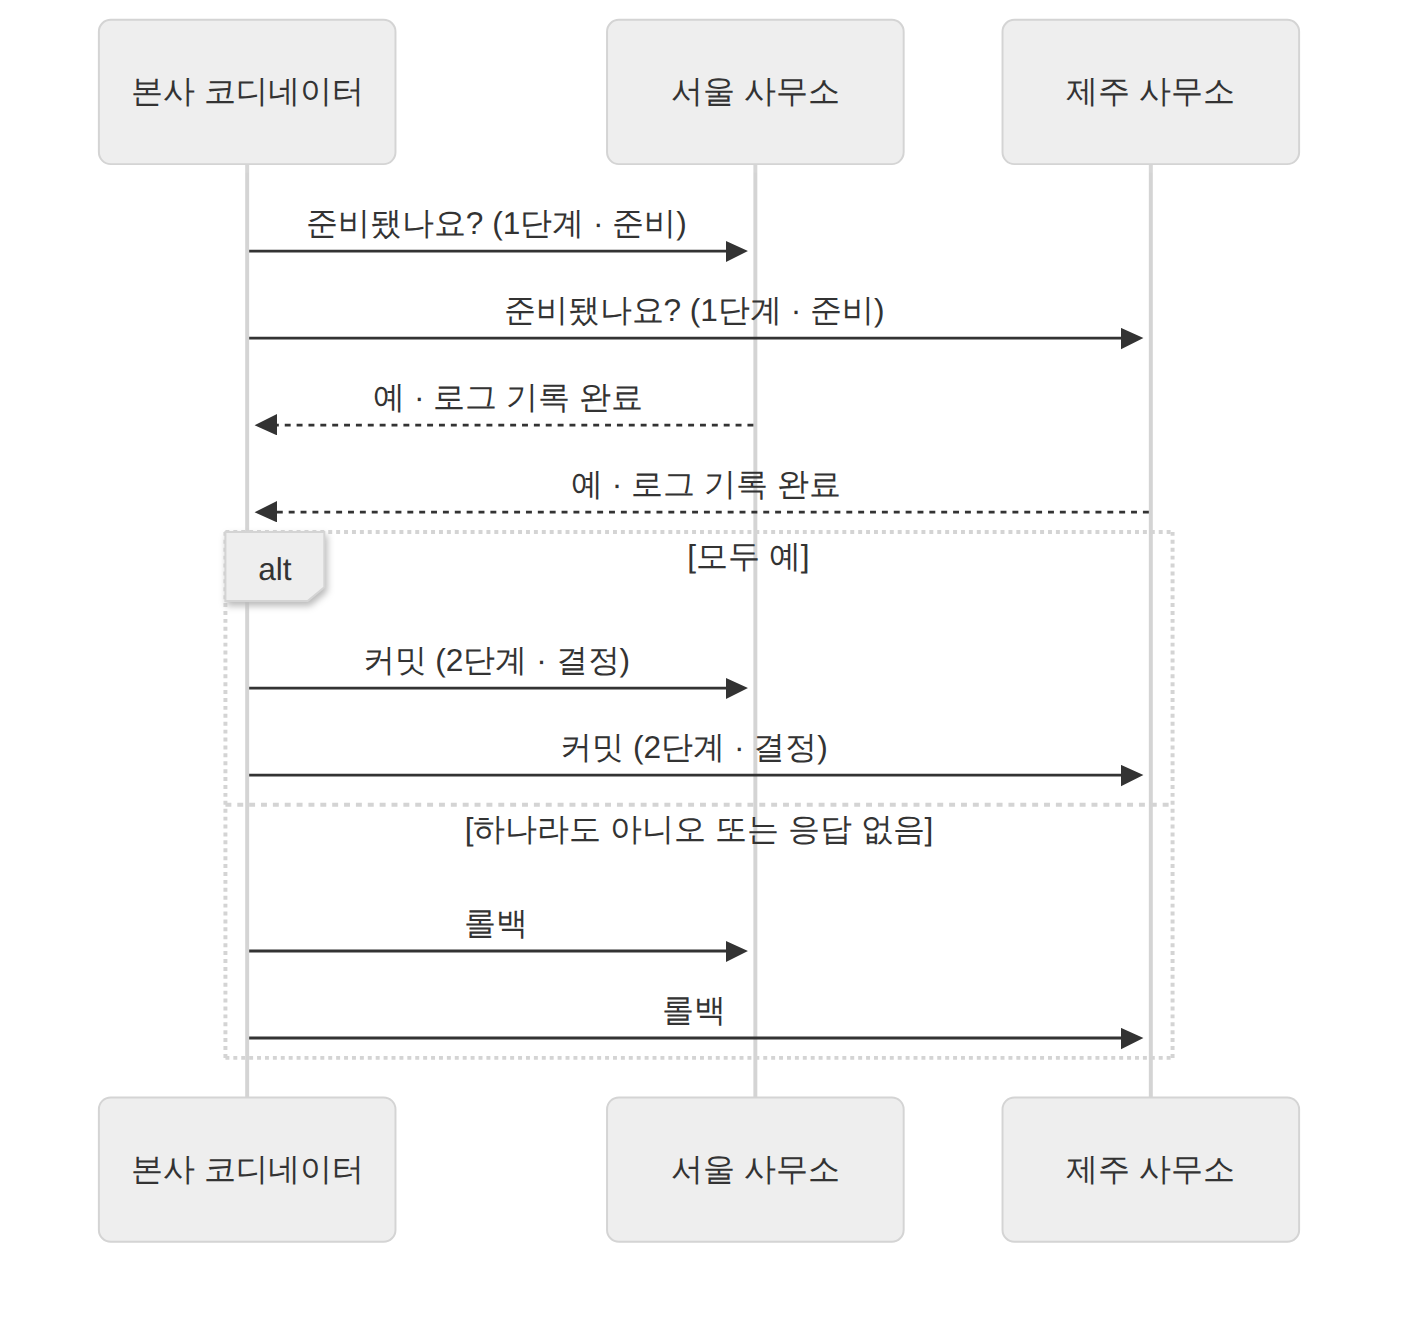 본사 코디네이터
서울 사무소
제주 사무소
준비됐나요? (1단계 · 준비)
준비됐나요? (1단계 · 준비)
예 · 로그 기록 완료
예 · 로그 기록 완료
alt
[모두 예]
커밋 (2단계 · 결정)
커밋 (2단계 · 결정)
[하나라도 아니오 또는 응답 없음]
롤백
롤백
본사 코디네이터
서울 사무소
제주 사무소